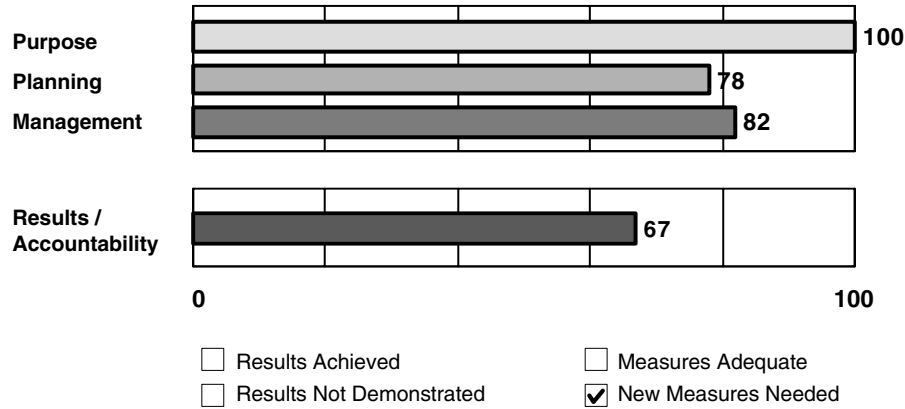 Purpose 100
Planning 78
Management 82
Results /
Accountability 67
0 100
Results Achieved Measures Adequate
Results Not Demonstrated New Measures Needed